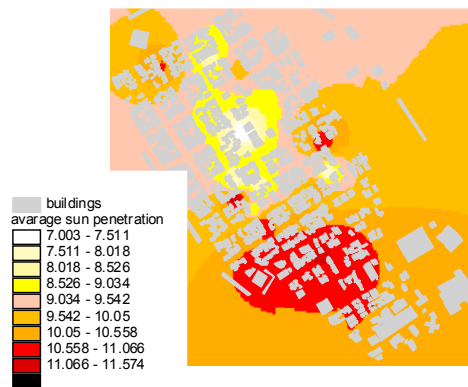 buildings
avarage sun penetration
7.003 - 7.511
7.511 - 8.018
8.018 - 8.526
8.526 - 9.034
9.034 - 9.542
9.542 - 10.05
10.05 - 10.558
10.558 - 11.066
11.066 - 11.574